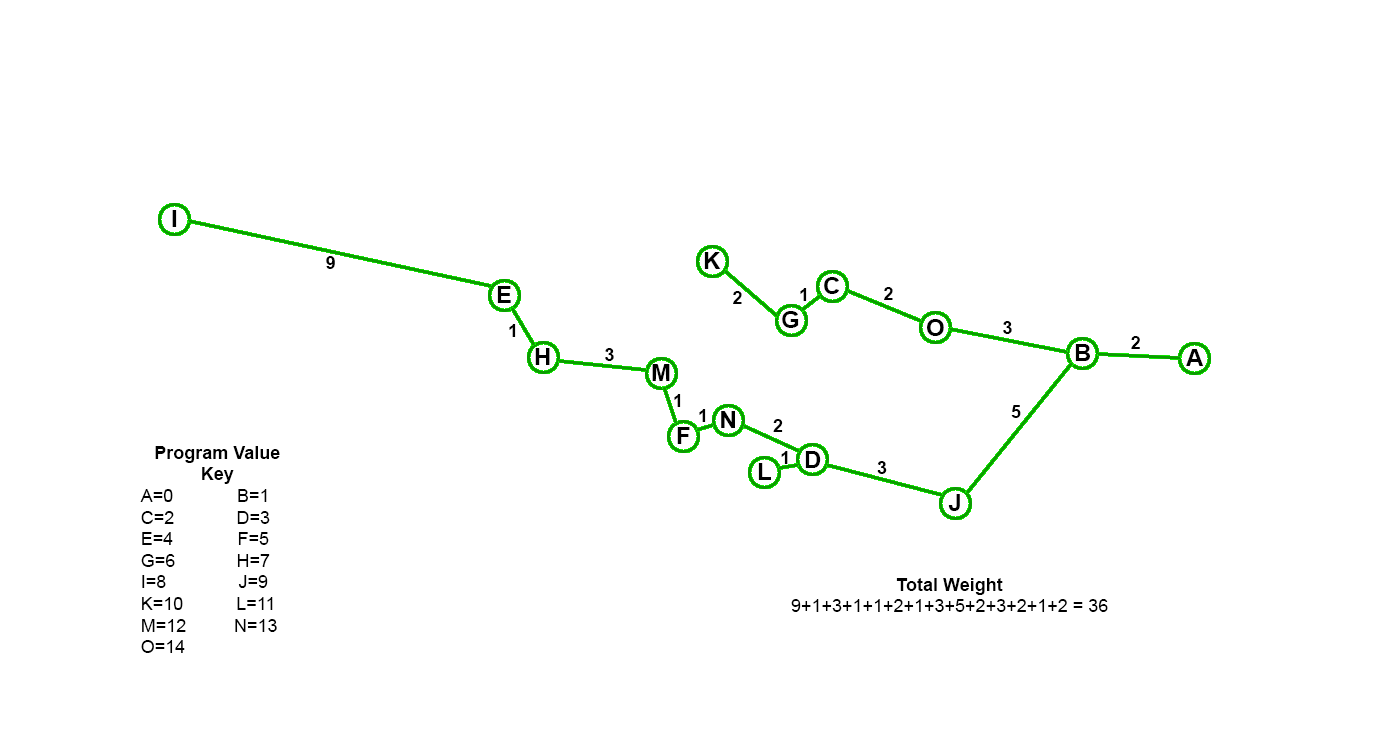 I
9
K
E
2
1
C
2
G
O
3
B
2
A
1
H
3
M
1
5
F
1
N
2
L
1
D
3
J
Program Value
Key
A=0 B=1
C=2 D=3
E=4 F=5
G=6 H=7
I=8 J=9
K=10 L=11
M=12 N=13
O=14
Total Weight
9+1+3+1+1+2+1+3+5+2+3+2+1+2 = 36